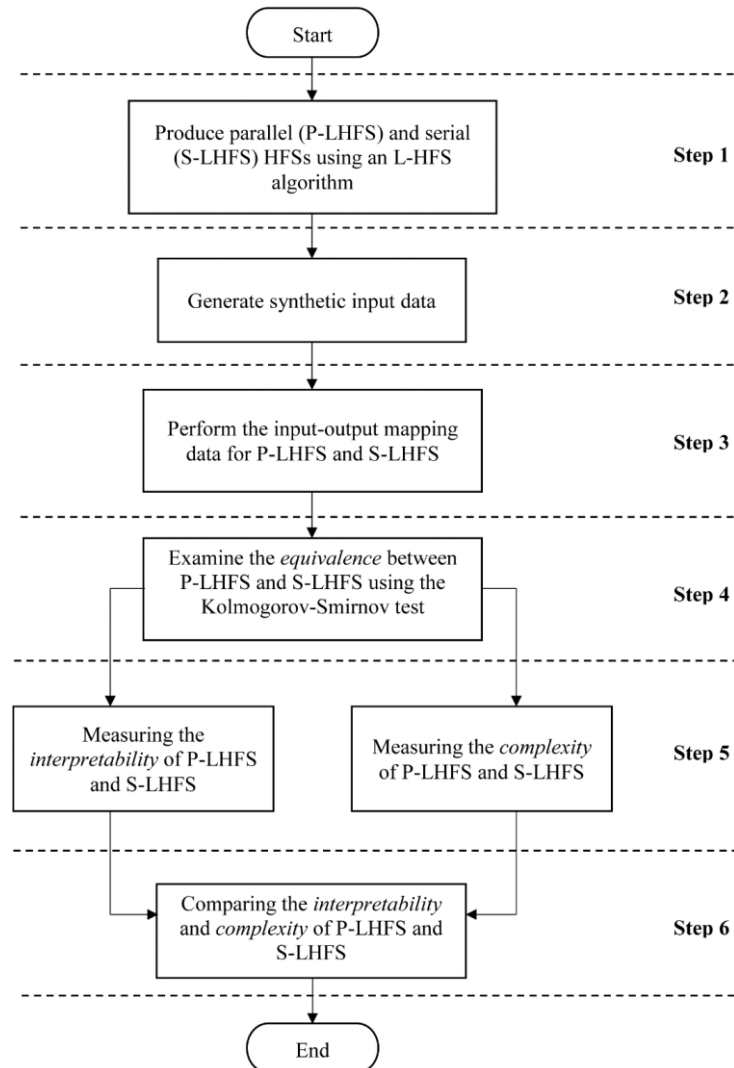 Start
Produce parallel (P-LHFS) and serial
(S-LHFS) HFSs using an L-HFS
algorithm
Step 1
Generate synthetic input data
Step 2
Perform the input-output mapping
data for P-LHFS and S-LHFS
Step 3
Examine the equivalence between
P-LHFS and S-LHFS using the
Kolmogorov-Smirnov test
Step 4
Measuring the
interpretability of P-LHFS
and S-LHFS
Measuring the complexity
of P-LHFS and S-LHFS
Step 5
Comparing the interpretability
and complexity of P-LHFS and
S-LHFS
Step 6
End